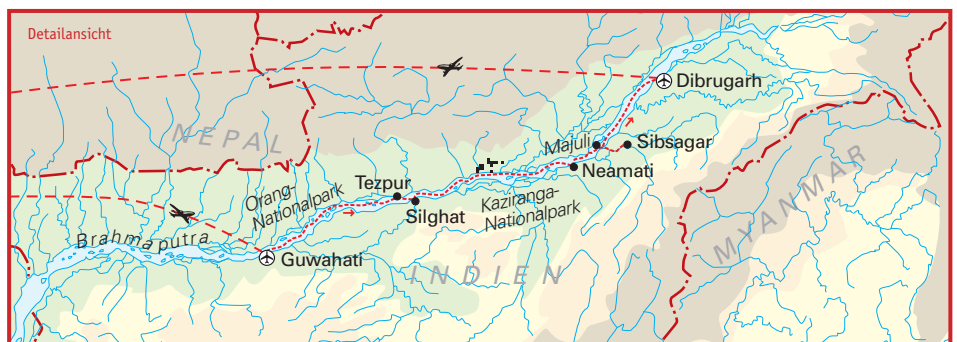 Detailansicht
Dibrugarh
NEPAL
Majuli
Sibsagar
Neamati
MYANMAR
Orang-
Nationalpark
Tezpur
Silghat
Kaziranga-
Nationalpark
Brahmaputra
Guwahati
INDIEN